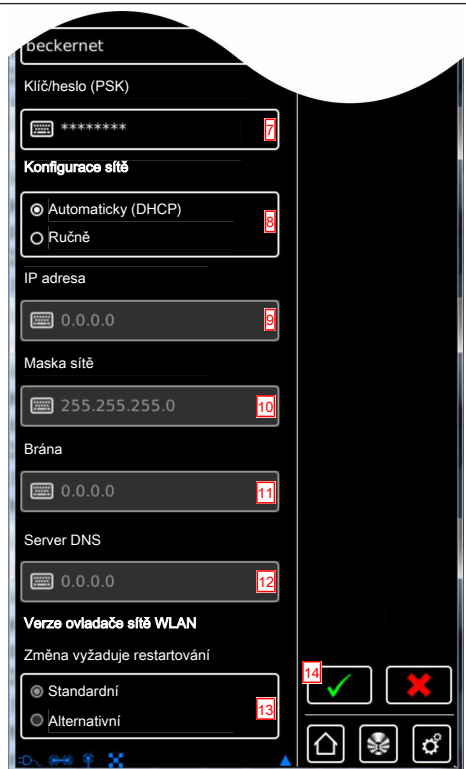 beckernet
Klíč/heslo (PSK)
******** 7
Konfigurace sítě
Automaticky (DHCP)
8
Ručně
IP adresa
0.0.0.0 9
Maska sítě
255.255.255.0 10
Brána
0.0.0.0 11
Server DNS
0.0.0.0 12
Verze ovladače sítě WLAN
Změna vyžaduje restartování
14
Standardní
13
Alternativní